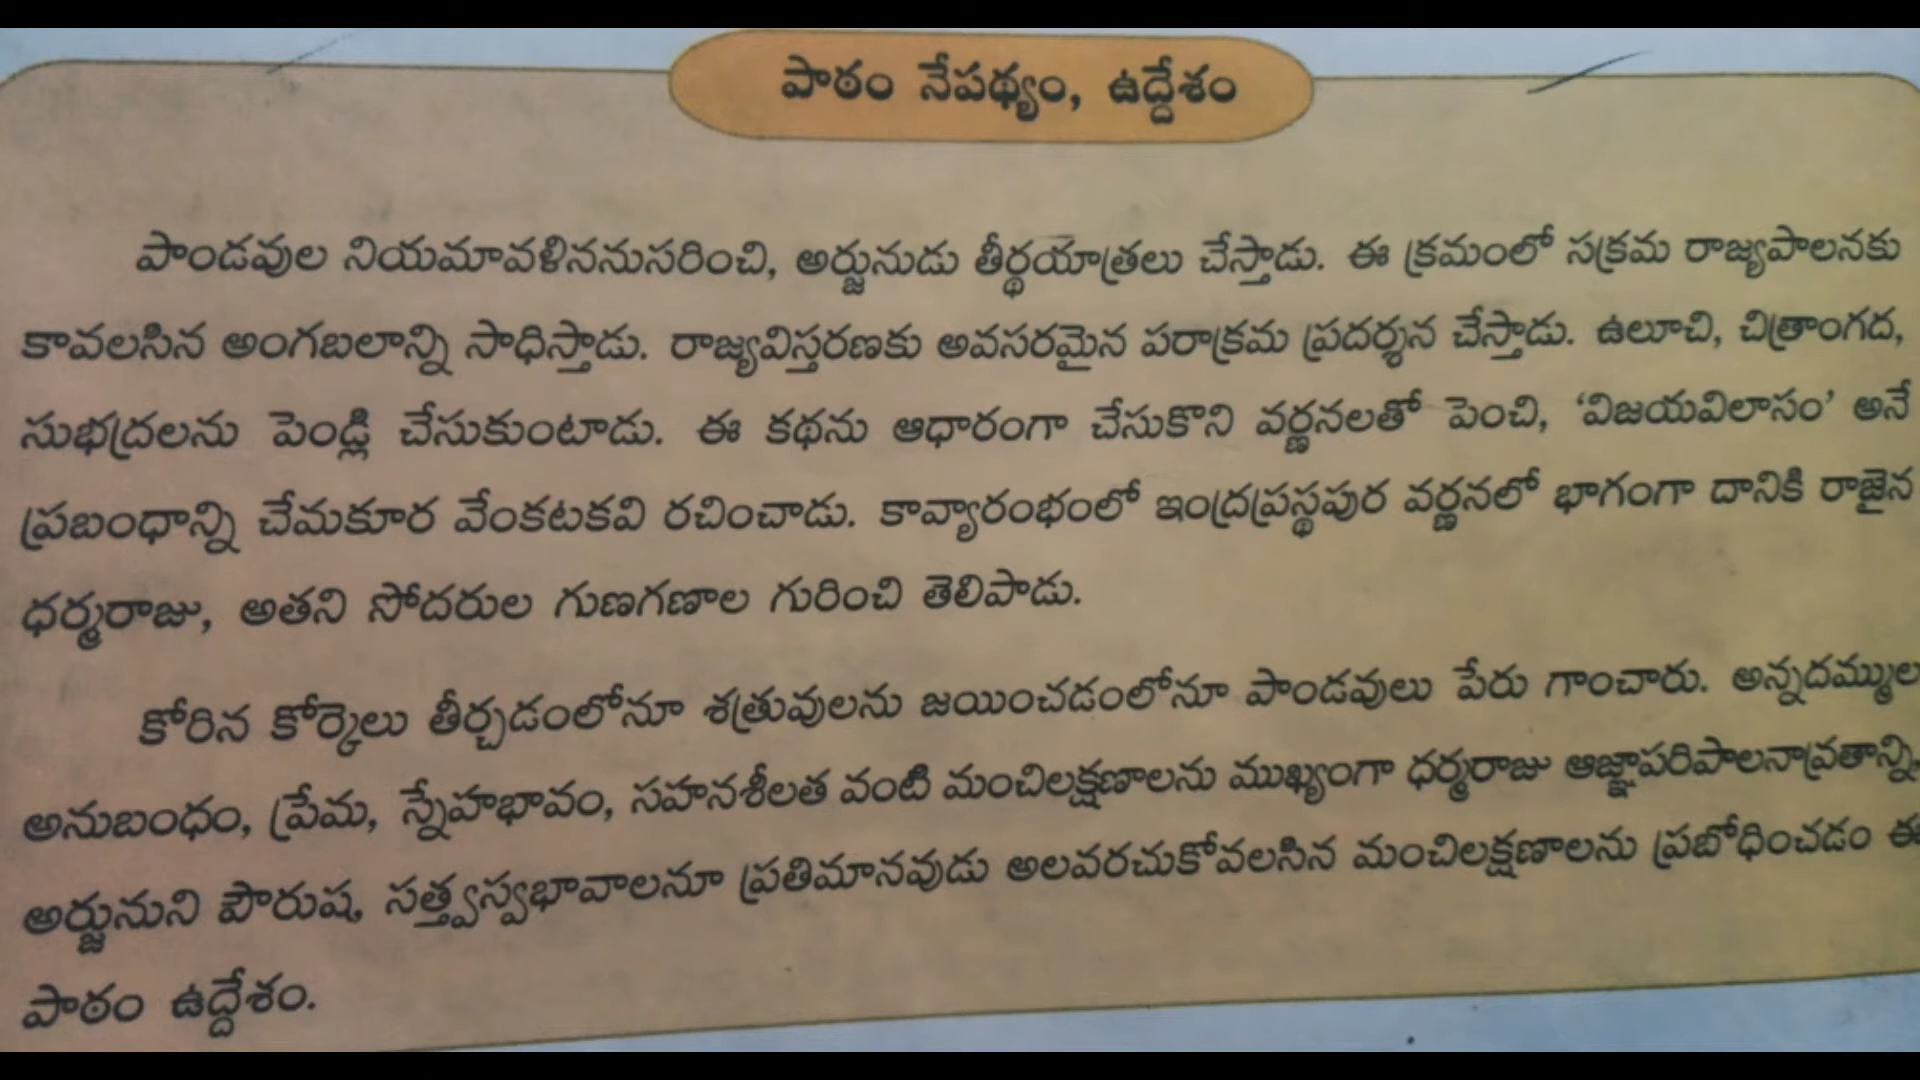 పాఠం నేపథ్యం, ఉద్దేశం
పాండవుల నియమావళిననుసరించి, అర్జునుడు తీర్థయాత్రలు చేస్తాడు. ఈ క్రమంలో సక్రమ రాజ్యపాలనకు
కావలసిన అంగబలాన్ని సాధిస్తాడు. రాజ్యవిస్తరణకు అవసరమైన పరాక్రమ ప్రదర్శన చేస్తాడు. ఉలూచి, చిత్రాంగద,
సుభద్రలను పెండ్లి చేసుకుంటాడు. ఈ కథను ఆధారంగా చేసుకొని వర్ణనలతో పెంచి, ‘విజయవిలాసం’ అనే
ప్రబంధాన్ని చేమకూర వేంకటకవి రచించాడు. కావ్యారంభంలో ఇంద్రప్రస్థపుర వర్ణనలో భాగంగా దానికి రాజైన
ధర్మరాజు, అతని సోదరుల గుణగణాల గురించి తెలిపాడు.
కోరిన కోర్కెలు తీర్చడంలోనూ శత్రువులను జయించడంలోనూ పాండవులు పేరు గాంచారు. అన్నదమ్ముల
అనుబంధం, ప్రేమ, స్నేహభావం, సహనశీలత వంటి మంచిలక్షణాలను ముఖ్యంగా ధర్మరాజు ఆజ్ఞాపరిపాలనావ్రతాన్ని,
అర్జునుని పౌరుష, సత్త్వస్వభావాలనూ ప్రతిమానవుడు అలవరచుకోవలసిన మంచిలక్షణాలను ప్రబోధించడం ఈ
పాఠం ఉద్దేశం.